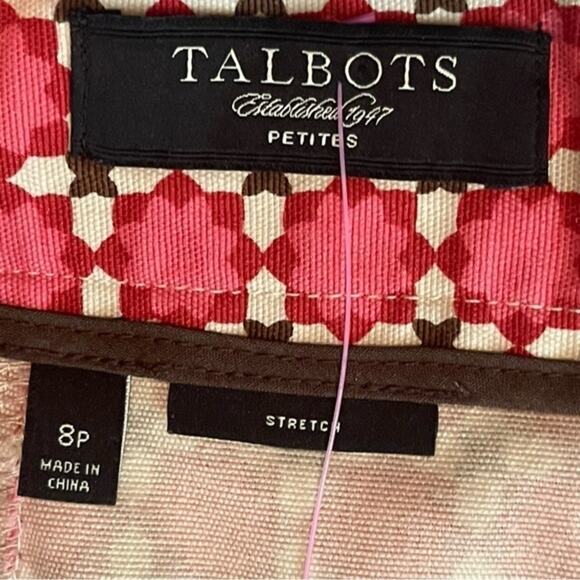 TALBOTS
Established 1947
PETITES
STRETCH
8P
MADE IN
CHINA